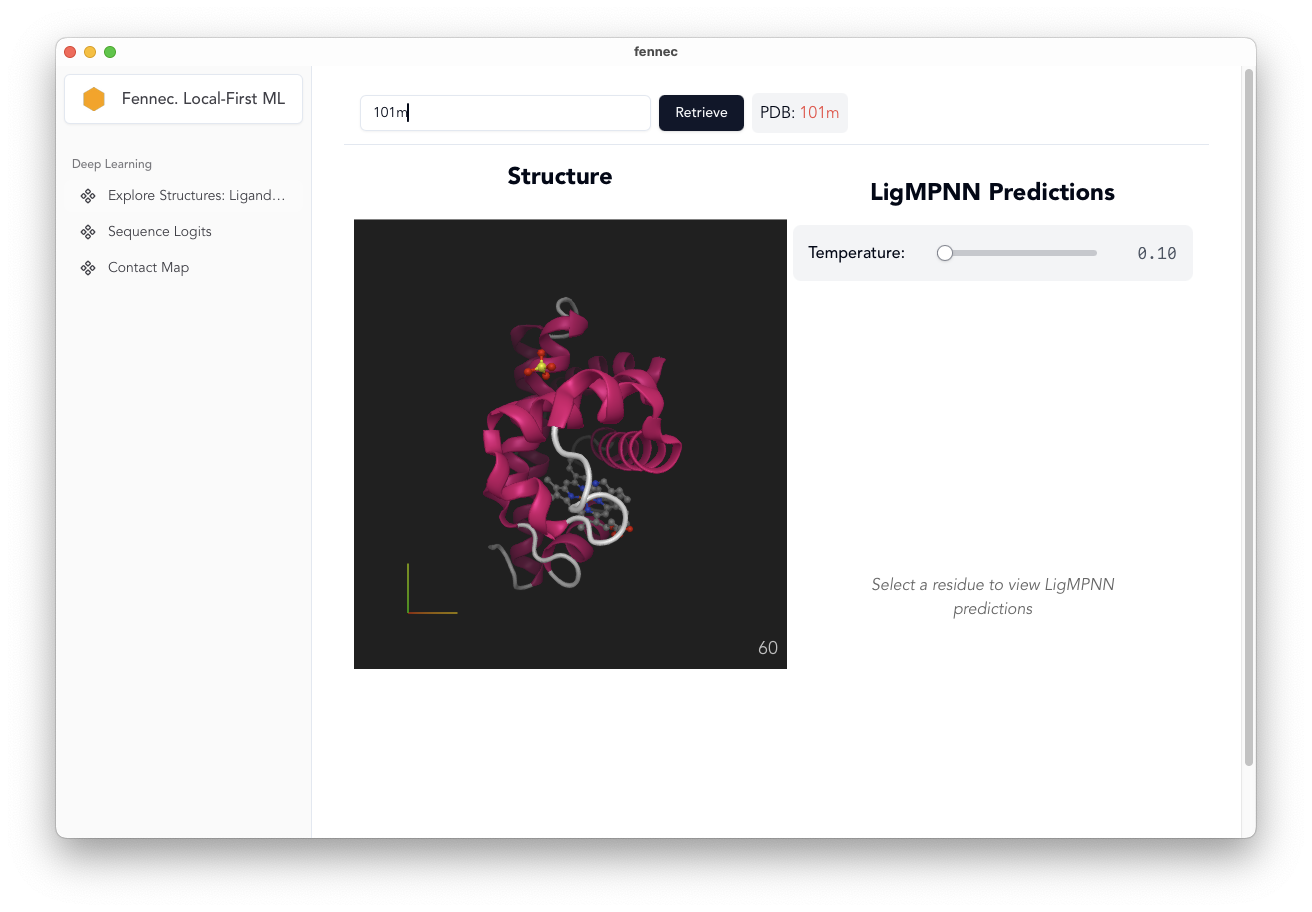 fennec
Fennec. Local-First ML
Deep Learning
Explore Structures: Ligand…
Sequence Logits
Contact Map
101m
Retrieve
PDB: 101m
Structure
60
LigMPNN Predictions
Temperature:
0.10
Select a residue to view LigMPNN
predictions